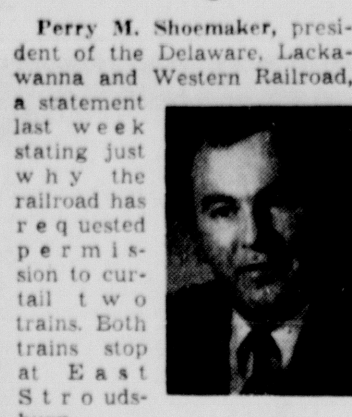 Perry M. Shoemaker, presi-
dent of the Delaware, Lacka-
wanna and Western Railroad,
a statement
last week
stating just
why the
railroad has
requested
permis-
sion to cur-
tail two
trains. Both
trains stop
at East
Strouds-